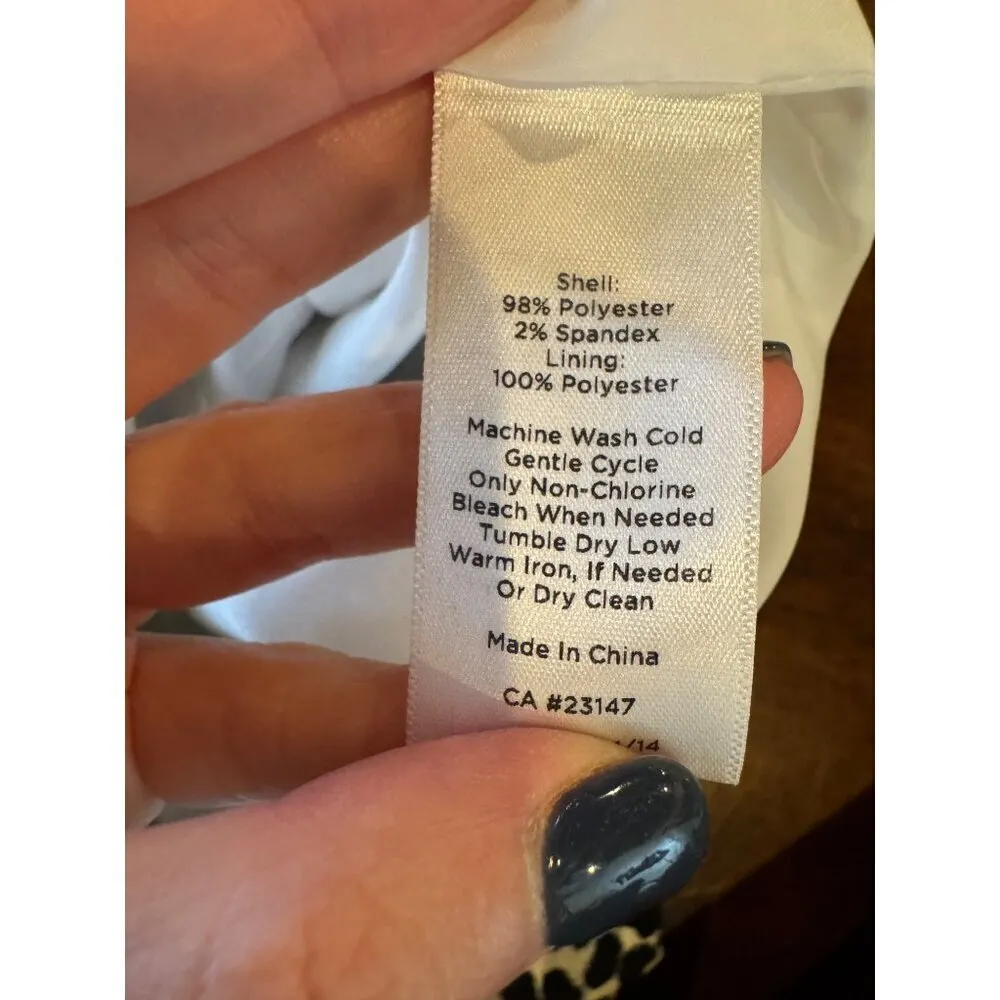 Shell:
98% Polyester
2% Spandex
Lining:
100% Polyester
Machine Wash Cold
Gentle Cycle
Only Non-Chlorine
Bleach When Needed
Tumble Dry Low
Warm Iron, If Needed
Or Dry Clean
Made In China
CA #23147
/14